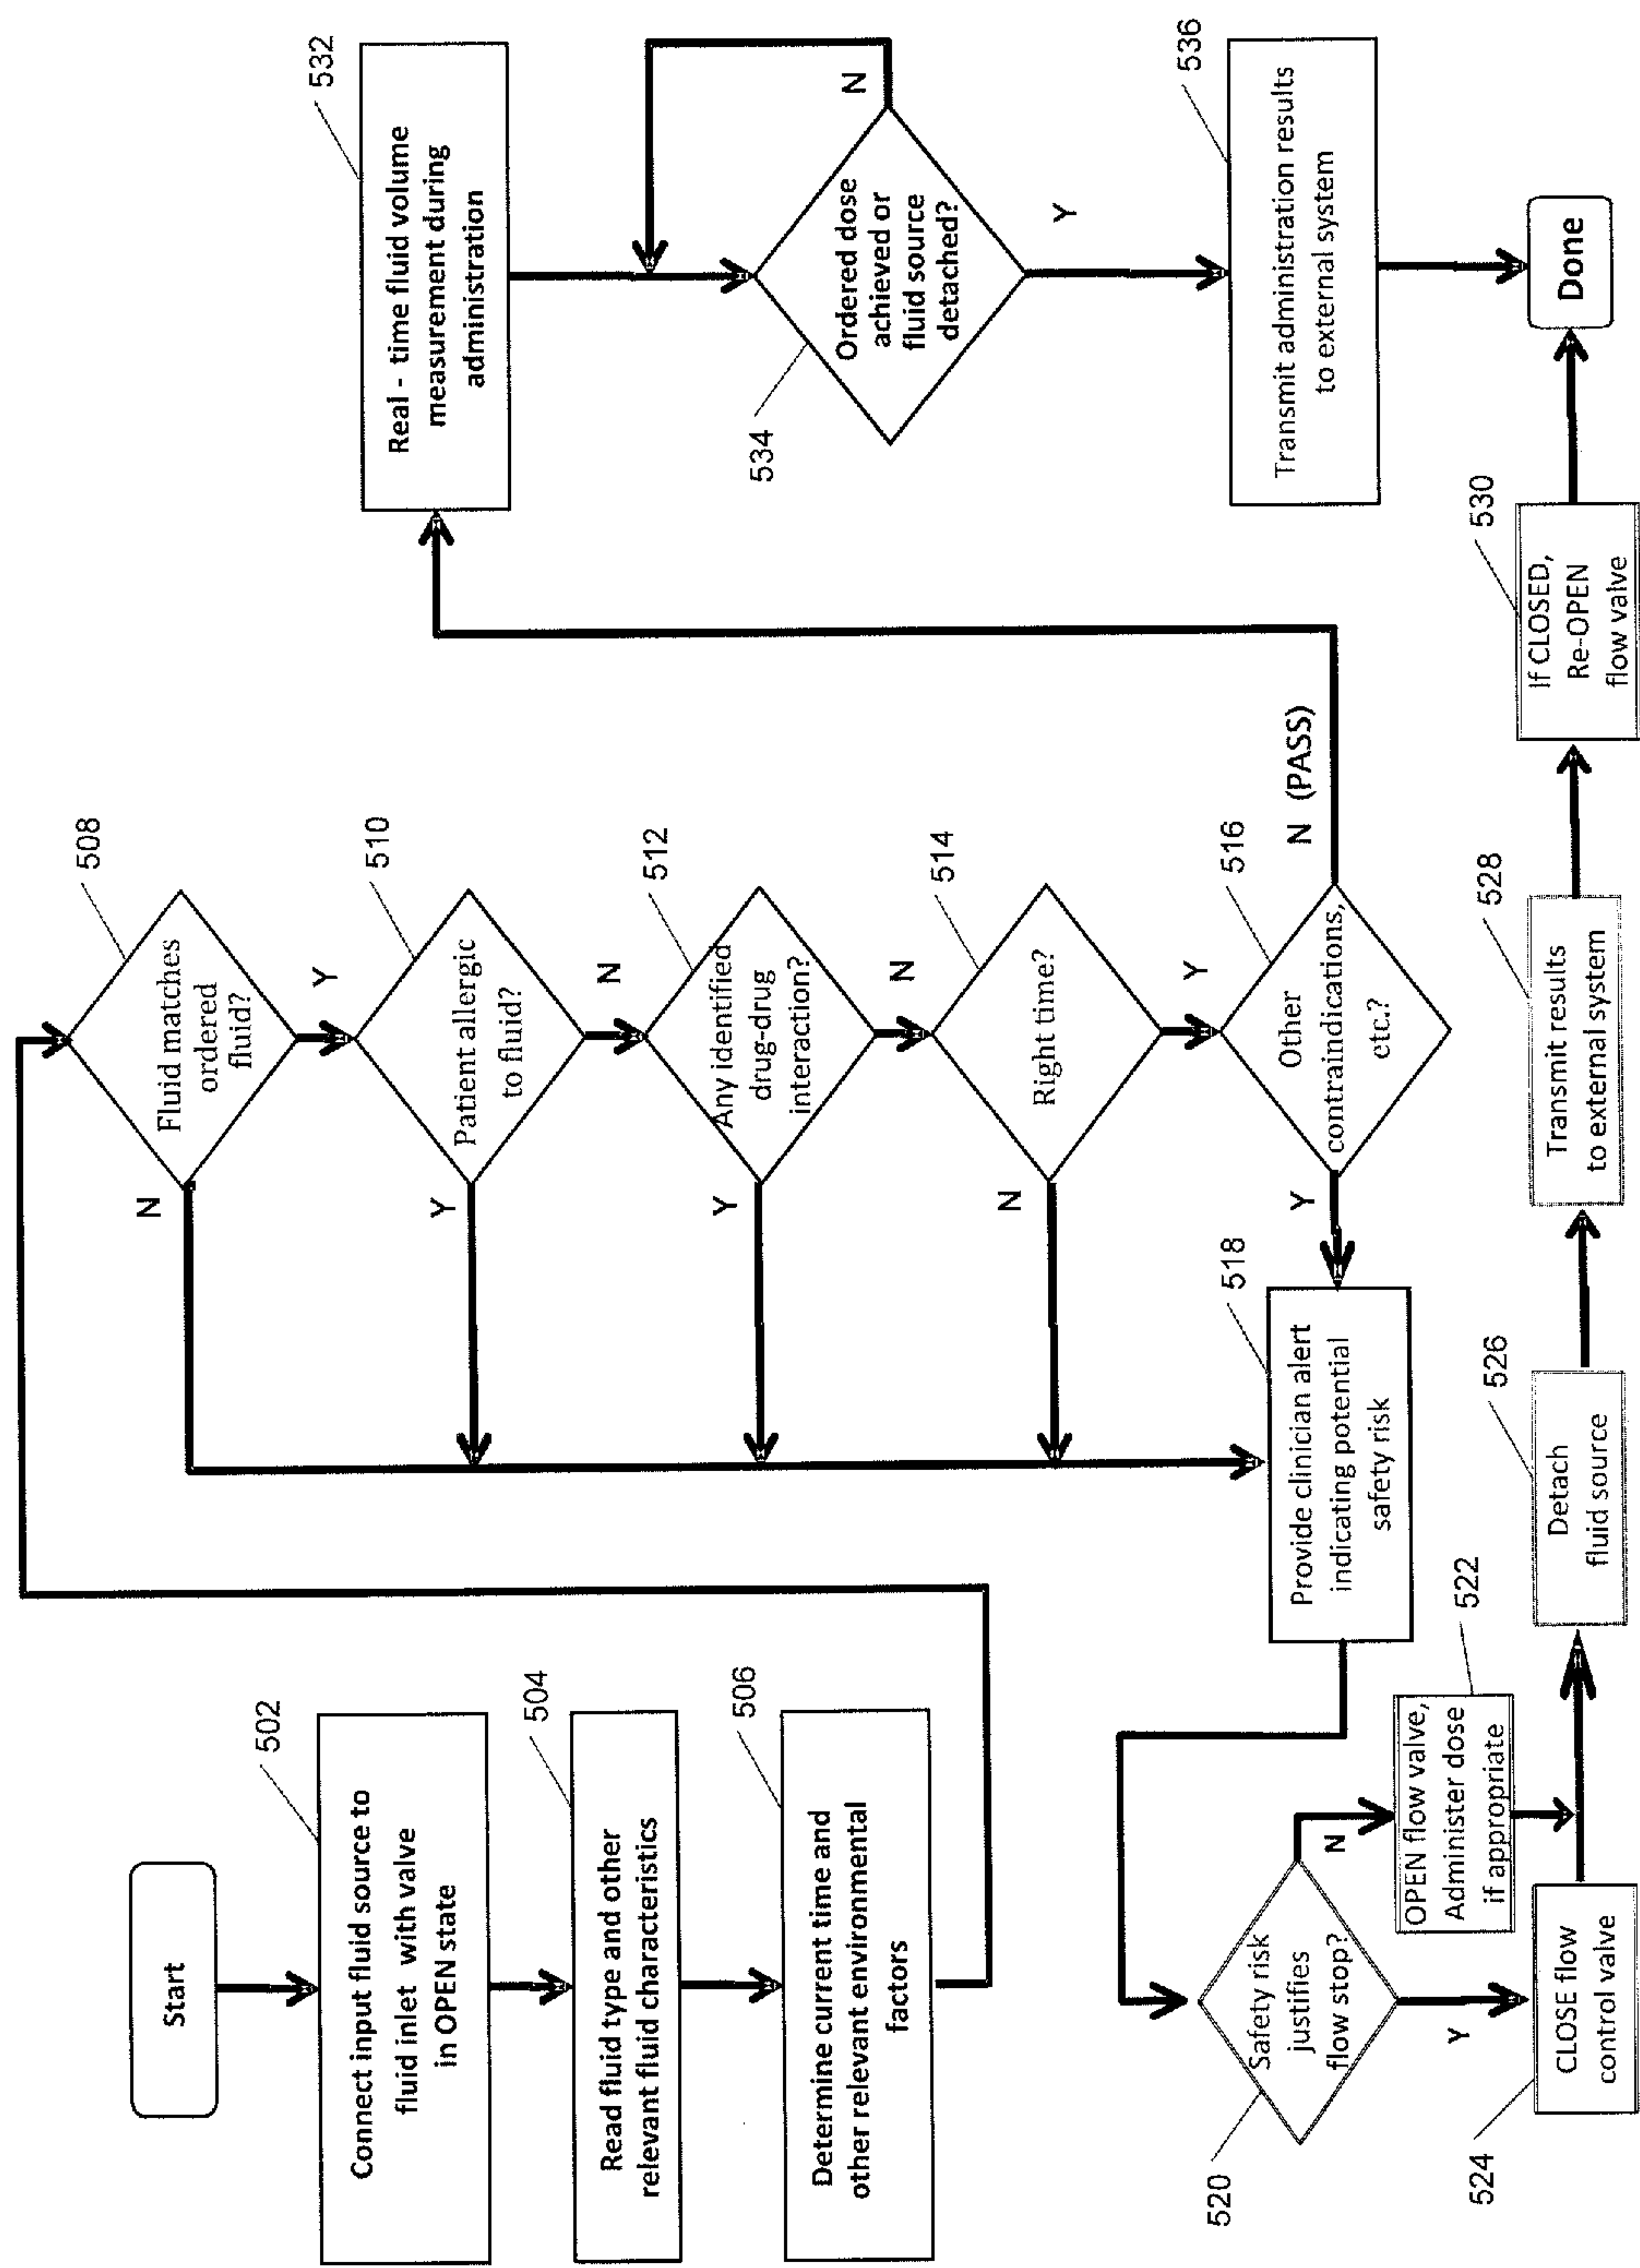 Start
502
Connect input fluid source to
fluid inlet with valve
in OPEN state
504
Read fluid type and other
relevant fluid characteristics
506
Determine current time and
other relevant environmental
factors
508
Fluid matches
ordered
fluid?
N
Y
510
Patient allergic
to fluid?
Y
N
512
Any identified
drug-drug
interaction?
Y
N
514
Right time?
N
Y
516
Other
contraindications,
etc.?
Y
N (PASS)
518
Provide clinician alert
indicating potential
safety risk
520
Safety risk
justifies
flow stop?
N
Y
522
OPEN flow valve,
Administer dose
if appropriate
524
CLOSE flow
control valve
526
Detach
fluid source
528
Transmit results
to external system
530
If CLOSED,
Re-OPEN
flow valve
532
Real - time fluid volume
measurement during
administration
534
Ordered dose
achieved or
fluid source
detached?
N
Y
536
Transmit administration results
to external system
Done